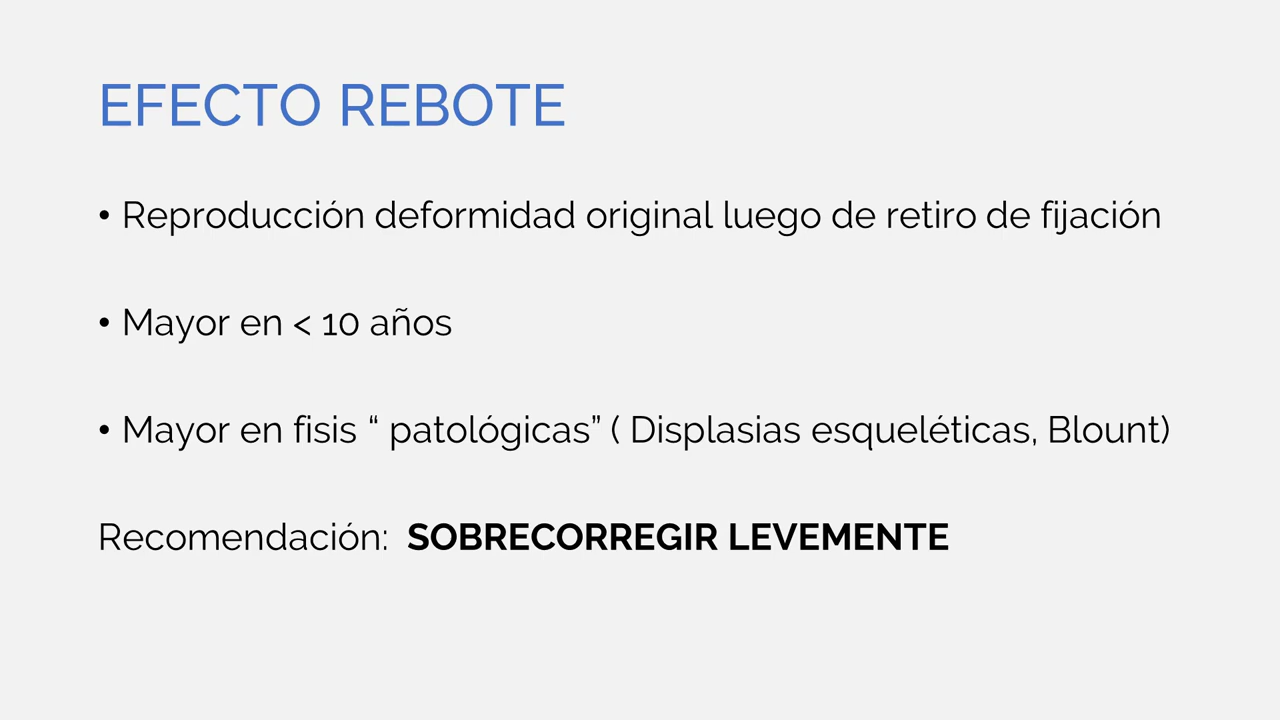 EFECTO REBOTE
• Reproducción deformidad original luego de retiro de fijación
• Mayor en < 10 años
• Mayor en fisis “ patológicas” ( Displasias esqueléticas, Blount)
Recomendación: SOBRECORREGIR LEVEMENTE